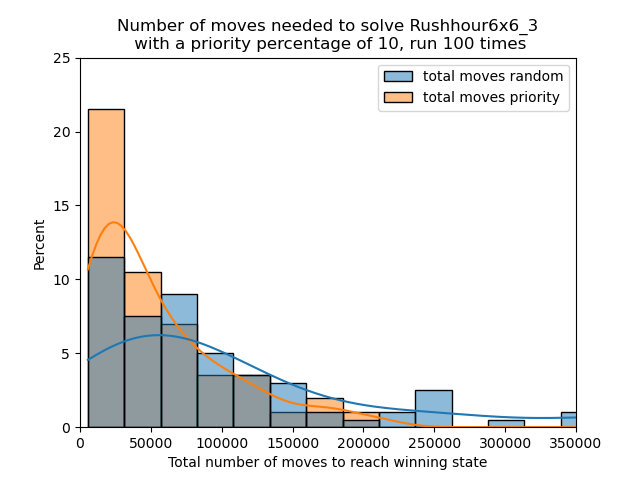 Number of moves needed to solve Rushhour6x6_3
with a priority percentage of 10, run 100 times
total moves random
total moves priority
Percent
25
20
15
10
5
0
0 50000 100000 150000 200000 250000 300000 350000
Total number of moves to reach winning state